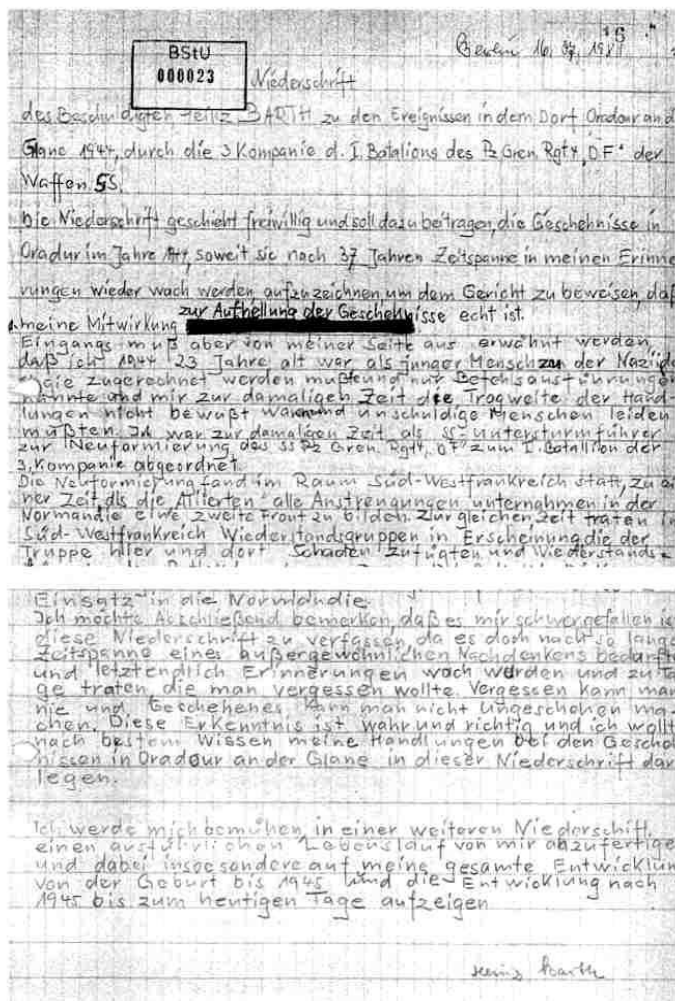 16
Berlin 16. 07. 1981
BStU
000023
Niederschrift
des Beschuldigten Heinz BARTH zu den Ereignissen in dem Dorf Oradour an d
Glane 1944, durch die 3 Kompanie d. I. Batalions des Pz Gren. Rgt 4 „DF“ der
Waffen SS.
Die Niederschrift geschieht freiwillig und soll dazu beitragen, die Geschehnisse in
Oradur im Jahre 1944, soweit sie nach 37 Jahren Zeitspanne in meinen Erinne
rungen wieder wach werden aufzuzeichnen, um dem Gericht zu beweisen, daß
meine Mitwirkung zur Aufhellung der Geschehnisse echt ist.
Eingangs muß aber von meiner Seite aus erwähnt werden,
daß ich 1944 23 Jahre alt war als junger Mensch zu der Naziide
ologie zugerechnet werden mußte und nur Befehlsausführungen
kannte und mir zur damaligen Zeit die Tragweite der Hand-
lungen nicht bewußt war und unschuldige Menschen leiden
mußten. Ich war zur damaligen Zeit als SS-Untersturmführer
zur Neuformierung des SS Pz Gren. Rgt 4 „DF“ zum I. Batallion der
3. Kompanie abgeordnet.
Die Neuformierung fand im Raum Süd-Westfrankreich statt, zu ei
ner Zeit, als die Alliierten alle Anstrengungen unternahmen in der
Normandie eine zweite Front zu bilden. Zur gleichen Zeit traten in
Süd-Westfrankreich Wiederstandsgruppen in Erscheinung die der
Truppe hier und dort Schaden zufügten und Wiederstands-
Einsatz in die Normandie.
Ich möchte Abschließend bemerken, daß es mir schwergefallen is
diese Niederschrift zu verfassen, da es doch nach so lange
Zeitspanne eines außergewöhnlichen Nachdenkens bedurfte
und letztendlich Erinnerungen wach wurden und zu Ta
ge traten, die man vergessen wollte. Vergessen kann man
nie und Geschehenes kann man nicht ungeschehen ma-
chen. Diese Erkenntnis ist wahr und richtig und ich wollt
nach bestem Wissen meine Handlungen bei den Gescheh
nissen in Oradour an der Glane in dieser Niederschrift dar
legen.
Ich werde mich bemühen, in einer weiteren Niederschift,
einen ausführlichen Lebenslauf von mir anzufertige
und dabei insbesondere auf meine gesamte Entwicklun
von der Geburt bis 1945 und die Entwicklung nach
1945 bis zum heutigen Tage aufzeigen
Heinz Barth